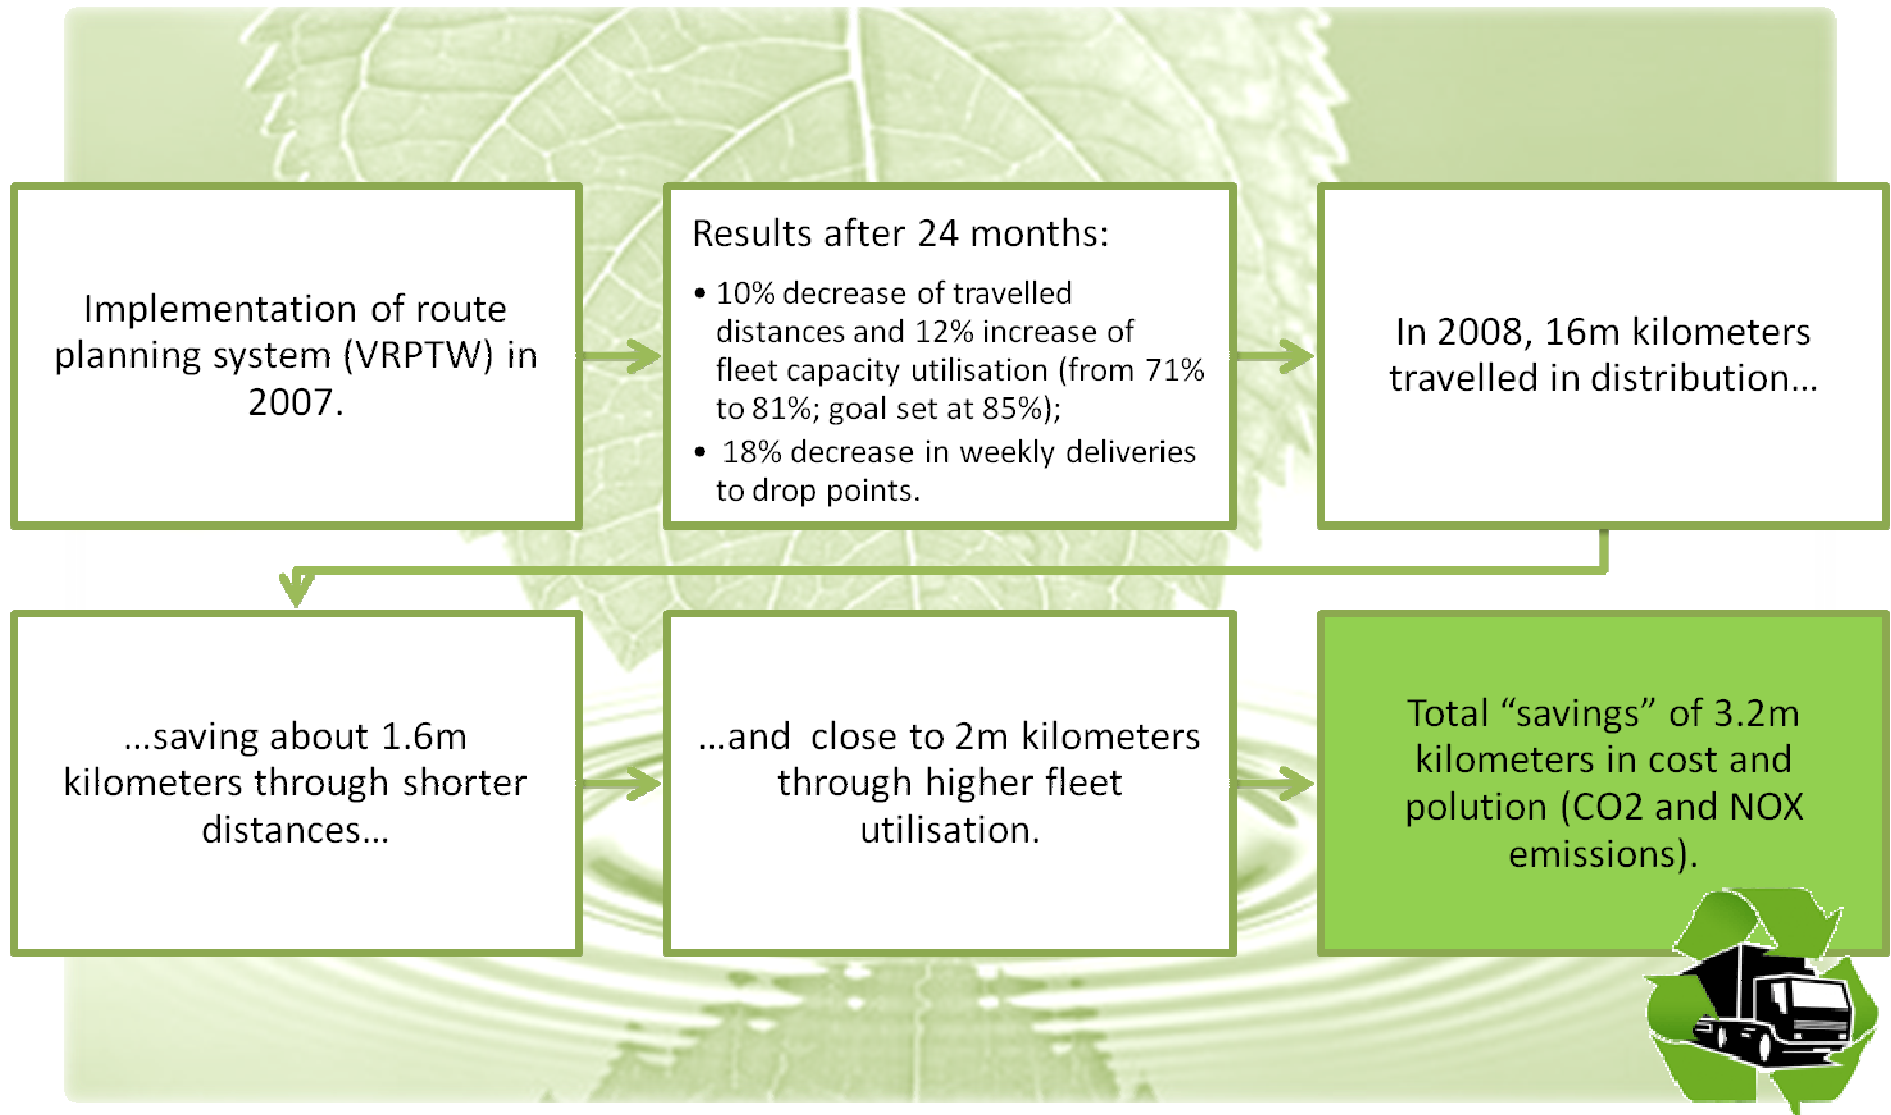 Implementation of route
planning system (VRPTW) in
2007.
Results after 24 months:
• 10% decrease of travelled
distances and 12% increase of
fleet capacity utilisation (from 71%
to 81%; goal set at 85%);
• 18% decrease in weekly deliveries
to drop points.
In 2008, 16m kilometers
travelled in distribution…
…saving about 1.6m
kilometers through shorter
distances…
…and close to 2m kilometers
through higher fleet
utilisation.
Total “savings” of 3.2m
kilometers in cost and
polution (CO2 and NOX
emissions).